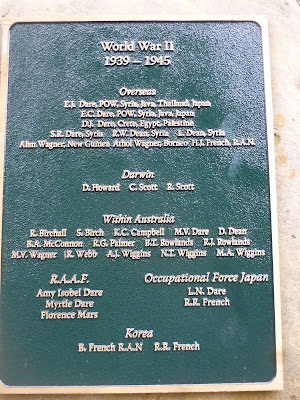 World War II
1939 – 1945
Overseas
E.J. Dare, POW, Syria, Java, Thailand, Japan
E.C. Dare, POW, Syria, Java, Japan
D.J. Dare, Crete, Egypt, Palestine
S.R. Dare, Syria R.W. Dean, Syria L. Dean, Syria
Alan Wagner, New Guinea Athol Wagner, Borneo H.J. French, R.A.N.
Darwin
D. Howard C. Scott R. Scott
Within Australia
R. Birchall S. Birch K.C. Campbell M.V. Dare D. Dean
B.A. McConnon R.G. Palmer B.T. Rowlands R.J. Rowlands
M.V. Wagner R. Webb A.J. Wiggins N.T. Wiggins M.A. Wiggins
R.A.A.F. Occupational Force Japan
Amy Isobel Dare L.N. Dare
Myrtle Dare R.R. French
Florence Mars
Korea
B. French R.A.N R.R. French